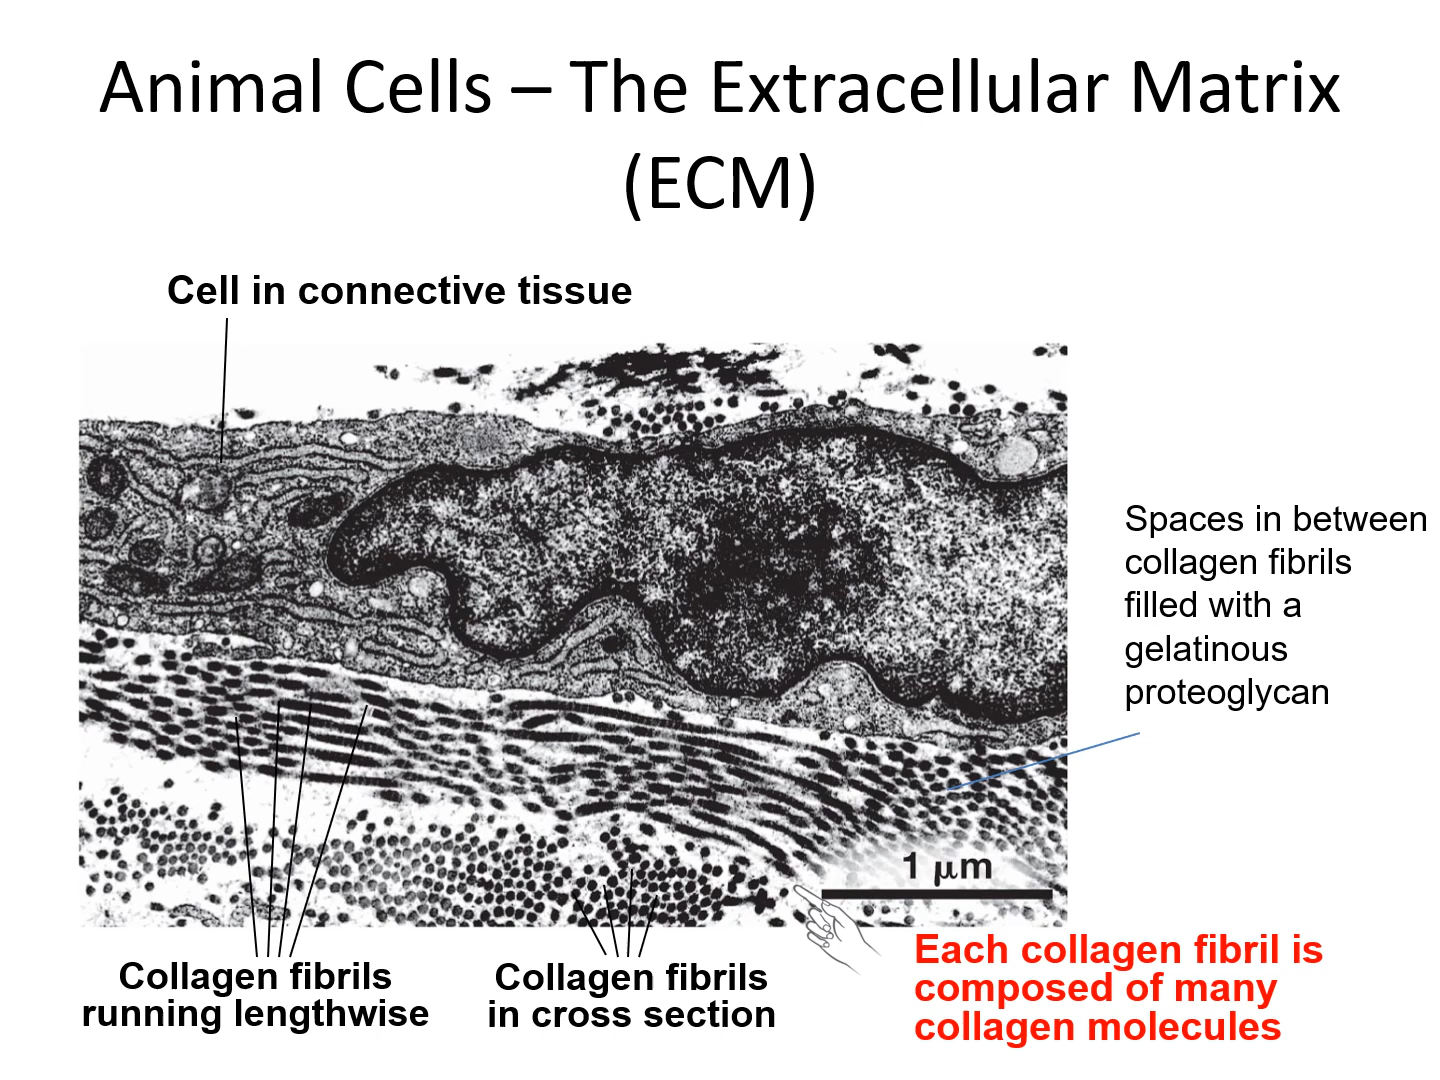 Animal Cells – The Extracellular Matrix
(ECM)
Cell in connective tissue
Spaces in between
collagen fibrils
filled with a
gelatinous
proteoglycan
1 μm
Collagen fibrils
running lengthwise
Collagen fibrils
in cross section
Each collagen fibril is
composed of many
collagen molecules